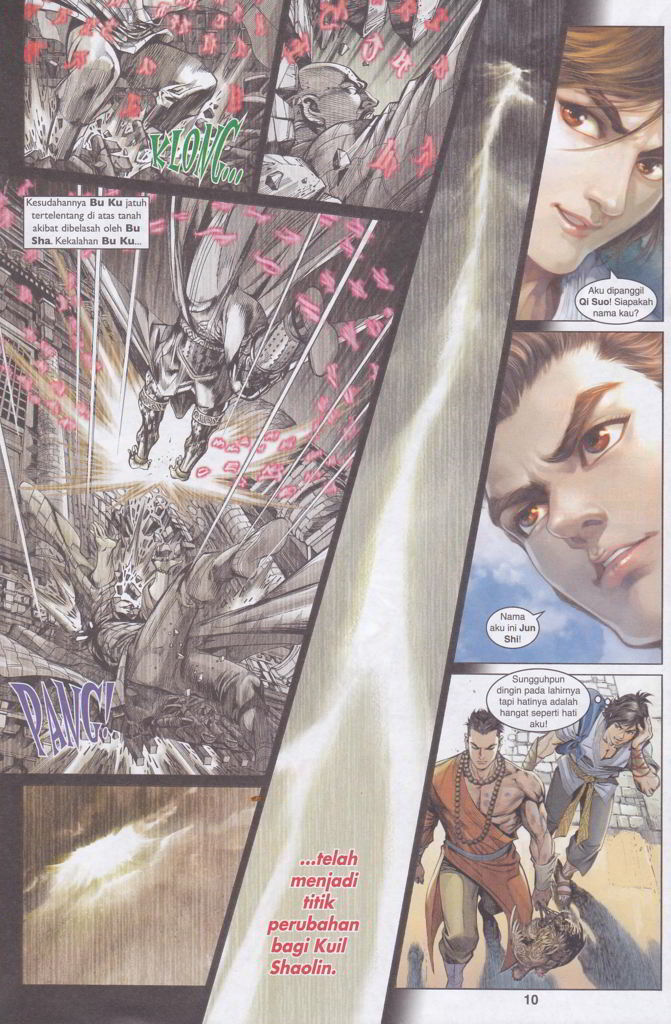 KLONG...
Kesudahannya Bu Ku jatuh
tertelentang di atas tanah
akibat dibelasah oleh Bu
Sha. Kekalahan Bu Ku...
PANG!
...telah
menjadi
titik
perubahan
bagi Kuil
Shaolin.
Aku dipanggil
Qi Suo! Siapakah
nama kau?
Nama
aku ini Jun
Shi!
Sungguhpun
dingin pada lahirnya
tapi hatinya adalah
hangat seperti hati
aku!
10